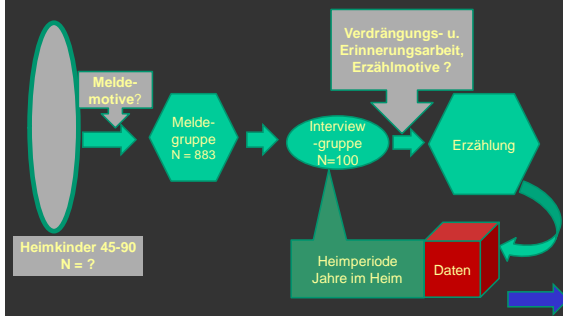 Verdrängungs- u.
Erinnerungsarbeit,
Erzählmotive ?
Melde-
motive?
Melde-
gruppe
N = 883
Interview
-gruppe
N=100
Erzählung
Heimkinder 45-90
N = ?
Heimperiode
Jahre im Heim
Daten